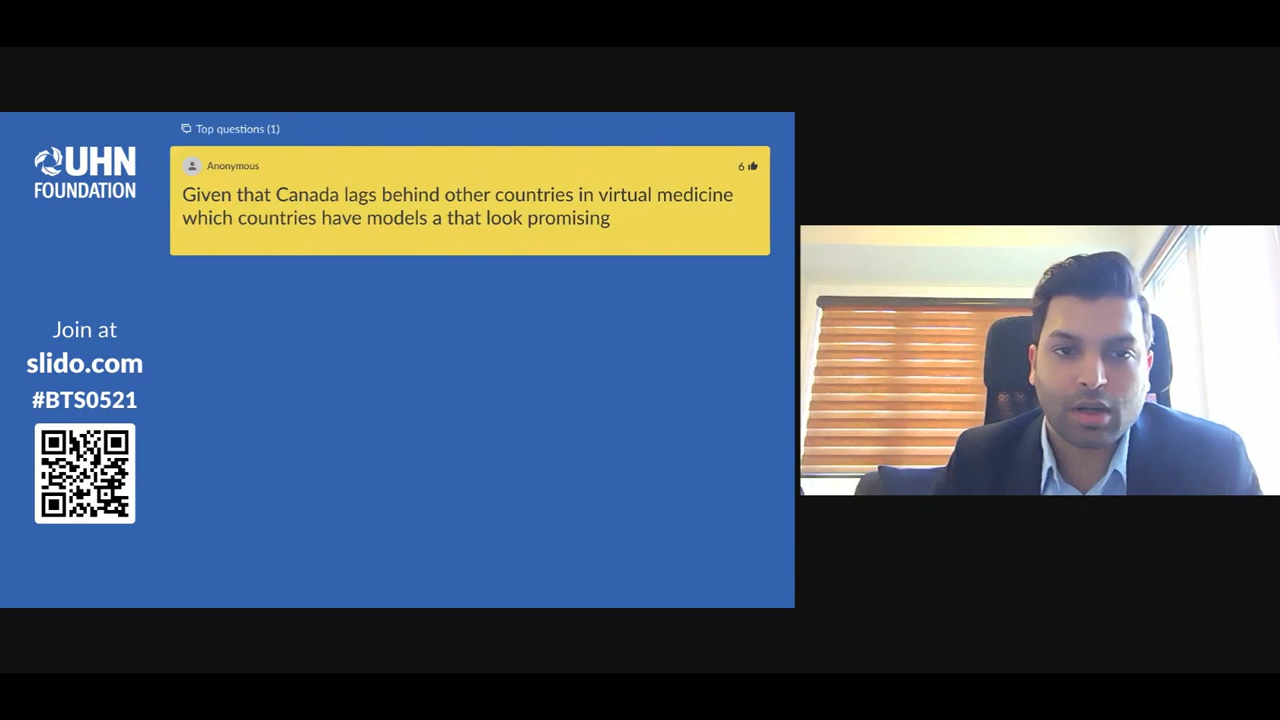 Top questions (1)
UHN
FOUNDATION
Anonymous
6
Given that Canada lags behind other countries in virtual medicine
which countries have models a that look promising
Join at
slido.com
#BTS0521